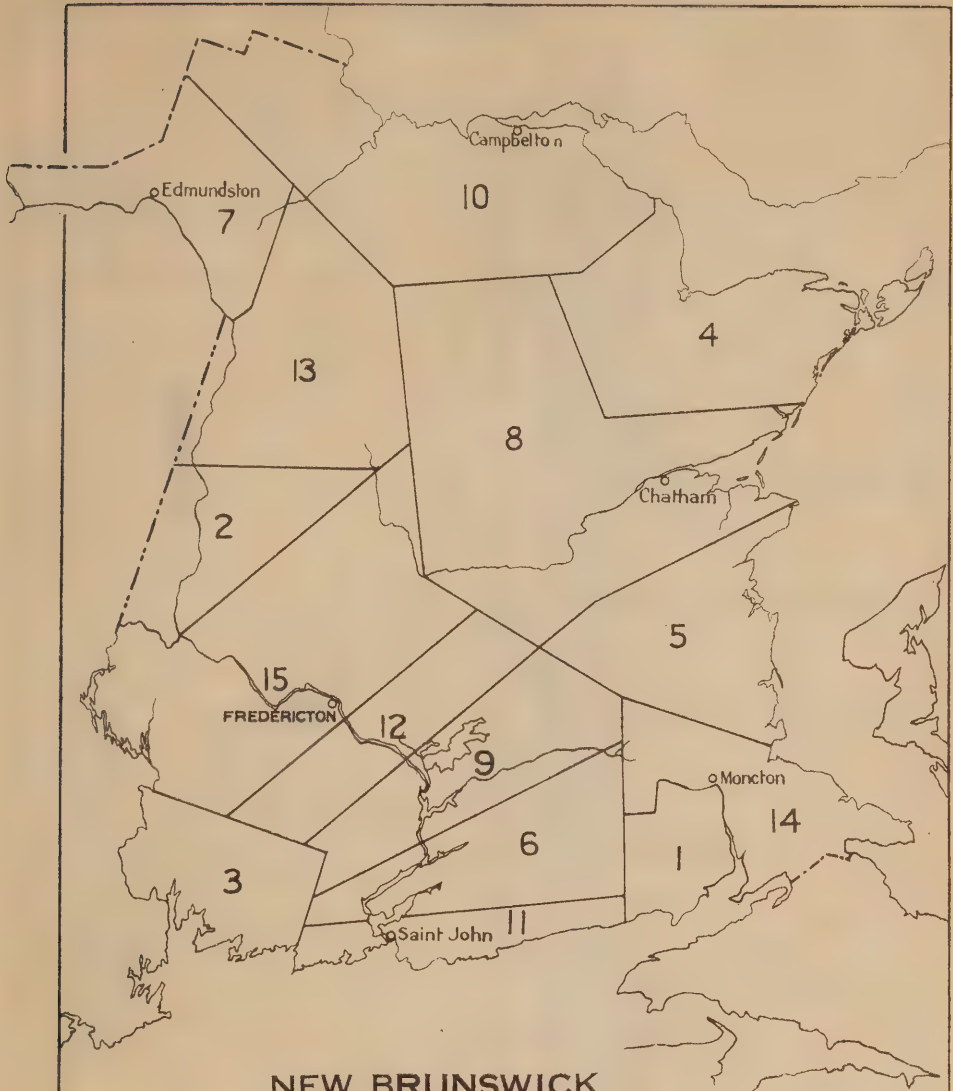 Campbelton
Edmundston
7
10
4
13
8
Chatham
2
5
15
FREDERICTON
12
9
Moncton
14
6
1
3
11
Saint John
NEW BRUNSWICK